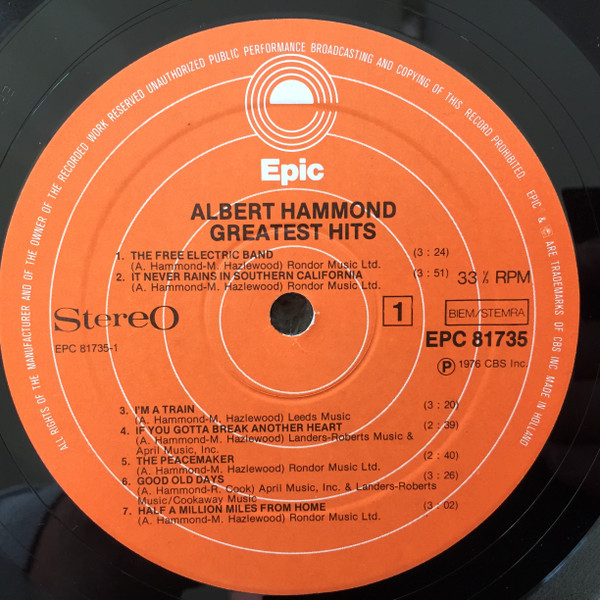 ALL RIGHTS OF THE MANUFACTURER AND OF THE OWNER OF THE RECORDED WORK RESERVED UNAUTHORIZED PUBLIC PERFORMANCE BROADCASTING AND COPYING OF THIS RECORD PROHIBITED. EPIC & ℗ ARE TRADEMARKS OF CBS INC. MADE IN HOLLAND
Epic
ALBERT HAMMOND
GREATEST HITS
1. THE FREE ELECTRIC BAND (3 : 24)
(A. Hammond-M. Hazlewood) Rondor Music Ltd.
2. IT NEVER RAINS IN SOUTHERN CALIFORNIA (3 : 51)
(A. Hammond-M. Hazlewood) Rondor Music Ltd.
33 ⅓ RPM
Stereo
1
BIEM/STEMRA
EPC 81735-1
EPC 81735
℗ 1976 CBS Inc.
3. I'M A TRAIN (3 : 20)
(A. Hammond-M. Hazlewood) Leeds Music
4. IF YOU GOTTA BREAK ANOTHER HEART (2 : 39)
(A. Hammond-M. Hazlewood) Landers-Roberts Music &
April Music, Inc.
5. THE PEACEMAKER (2 : 40)
(A. Hammond-M. Hazlewood) Rondor Music Ltd.
6. GOOD OLD DAYS (3 : 26)
(A. Hammond-R. Cook) April Music, Inc. & Landers-Roberts
Music/Cookaway Music
7. HALF A MILLION MILES FROM HOME (3 : 02)
(A. Hammond-M. Hazlewood) Rondor Music Ltd.